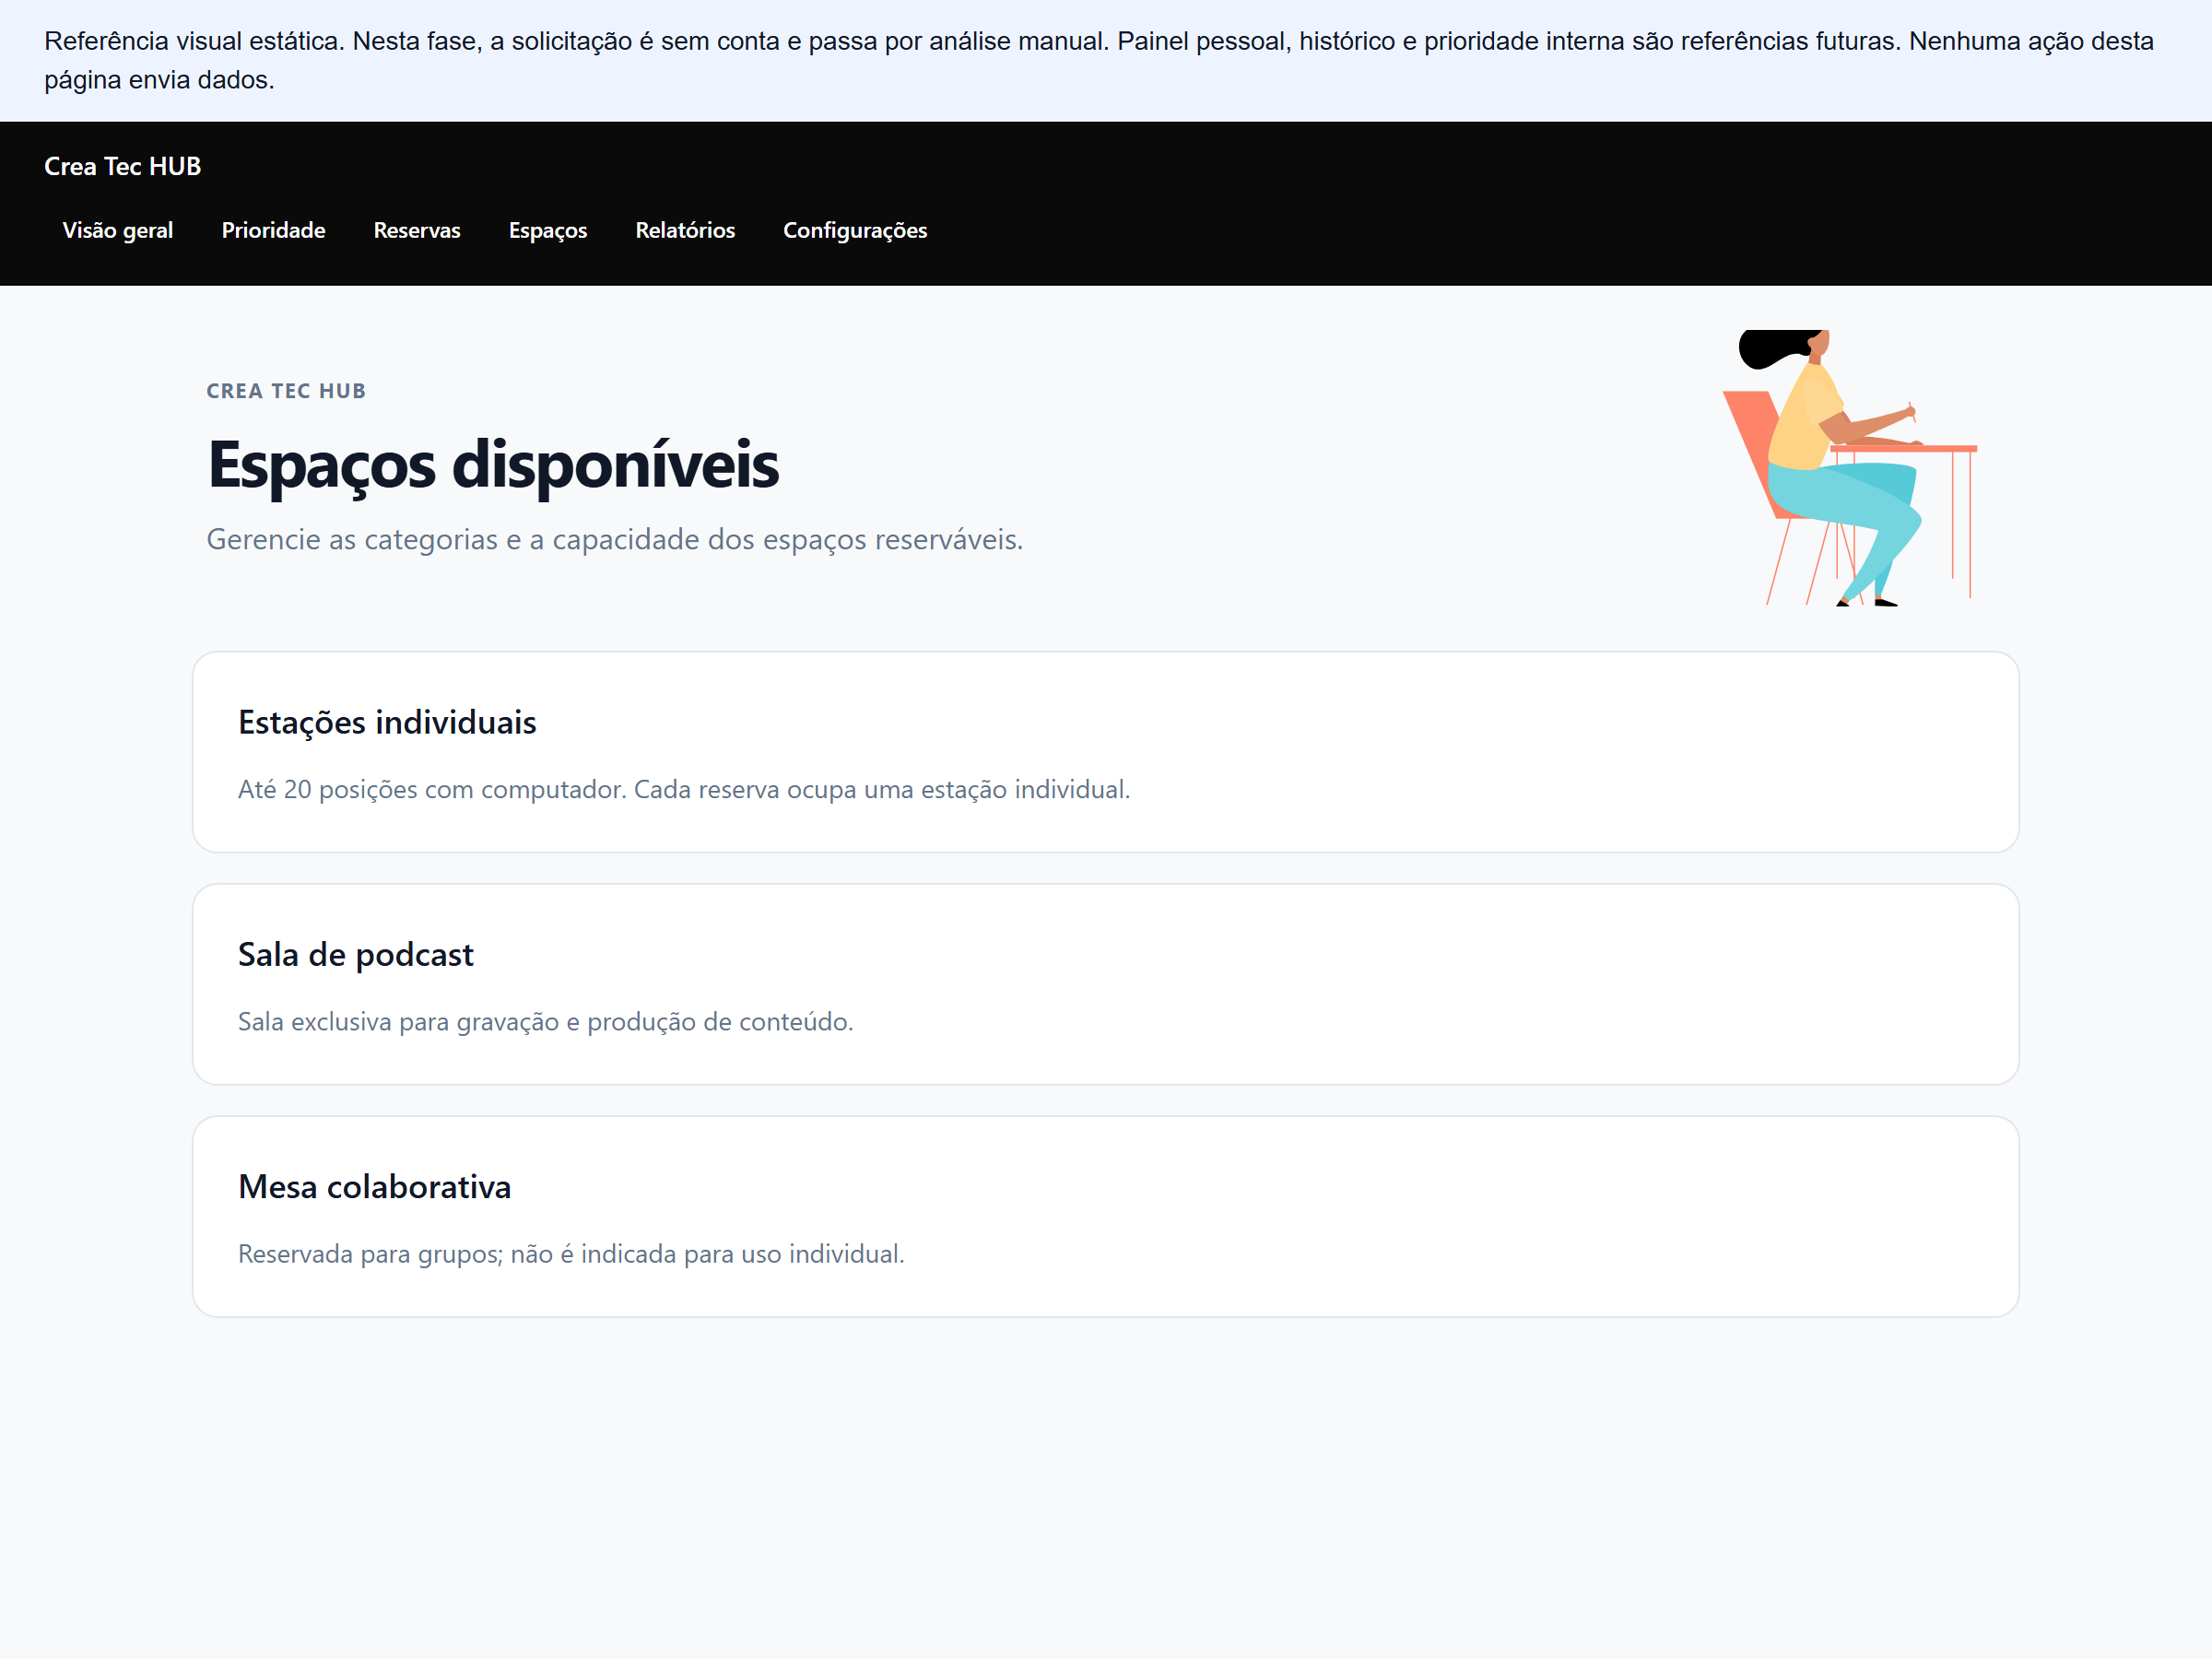 Referência visual estática. Nesta fase, a solicitação é sem conta e passa por análise manual. Painel pessoal, histórico e prioridade interna são referências futuras. Nenhuma ação desta
página envia dados.
Crea Tec HUB
Visão geral Prioridade Reservas Espaços Relatórios Configurações
CREA TEC HUB
Espaços disponíveis
Gerencie as categorias e a capacidade dos espaços reserváveis.
Estações individuais
Até 20 posições com computador. Cada reserva ocupa uma estação individual.
Sala de podcast
Sala exclusiva para gravação e produção de conteúdo.
Mesa colaborativa
Reservada para grupos; não é indicada para uso individual.